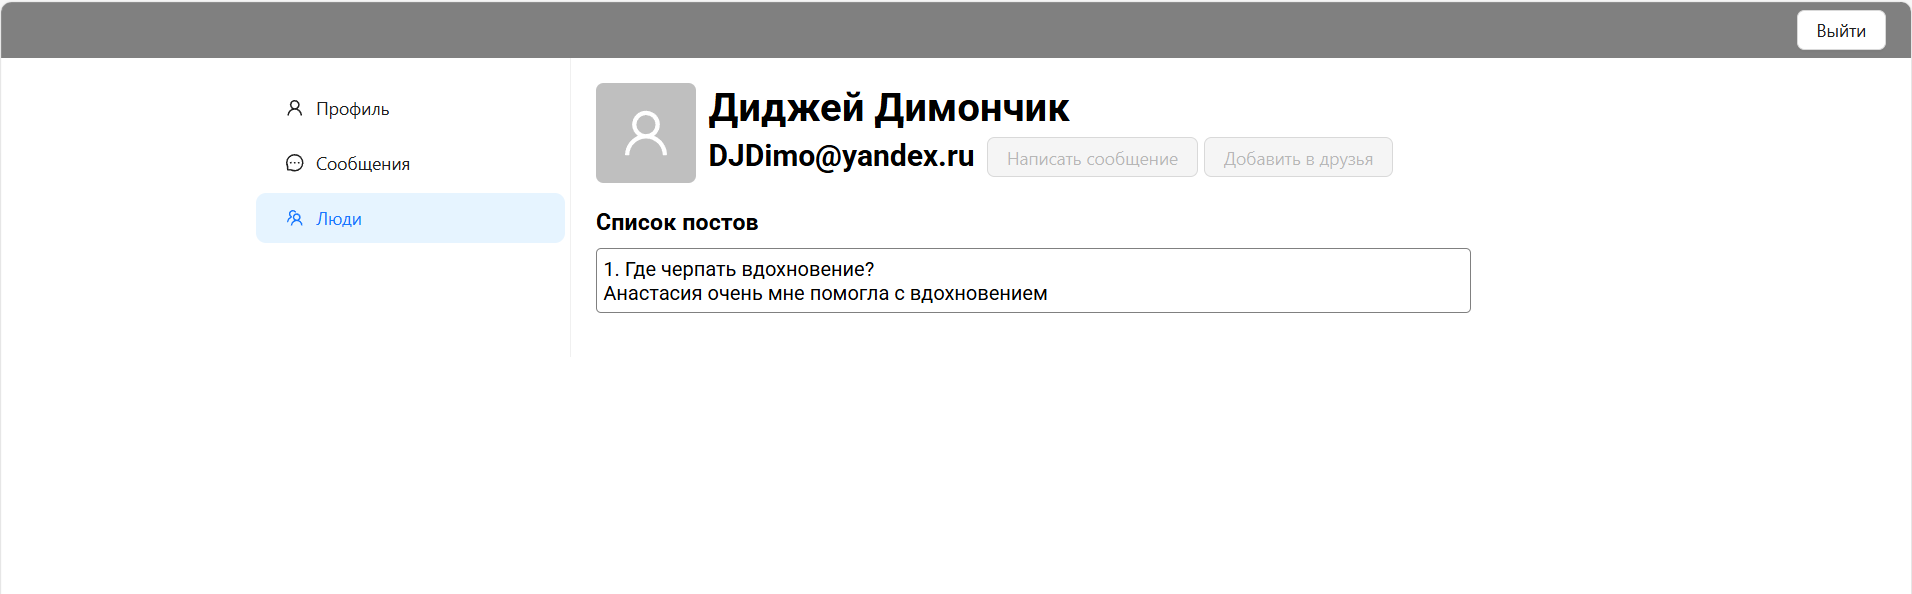 Выйти
Профиль
Сообщения
Люди
Диджей Димончик
DJDimo@yandex.ru
Написать сообщение
Добавить в друзья
Список постов
1. Где черпать вдохновение?
Анастасия очень мне помогла с вдохновением